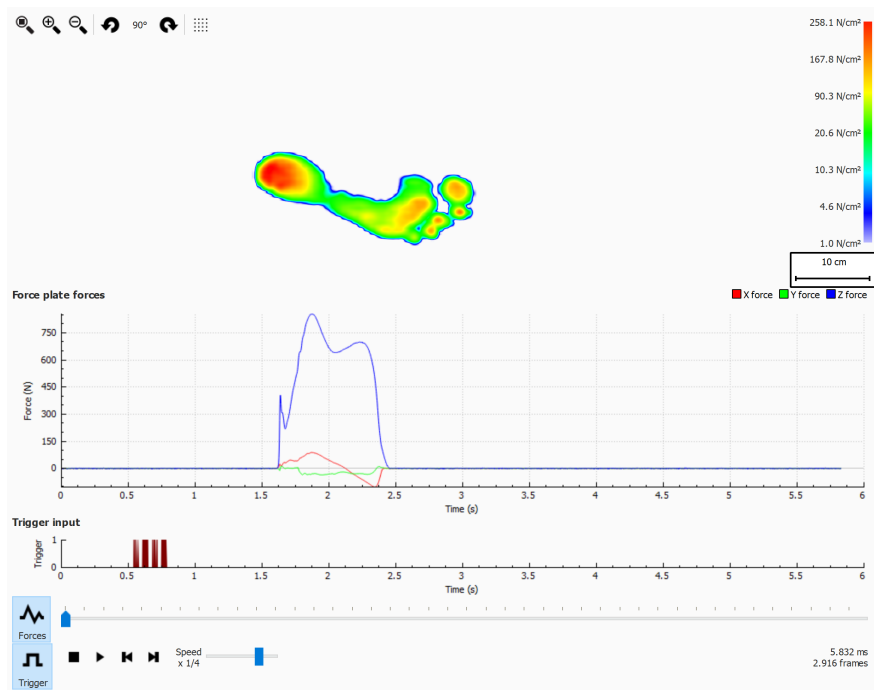 90°
258.1 N/cm²
167.8 N/cm²
90.3 N/cm²
20.6 N/cm²
10.3 N/cm²
4.6 N/cm²
1.0 N/cm²
10 cm
Force plate forces
X force Y force Z force
Force (N)
750
600
450
300
150
0
0 0.5 1 1.5 2 2.5 3 3.5 4 4.5 5 5.5 6
Time (s)
Trigger input
Trigger
1
0
0 0.5 1 1.5 2 2.5 3 3.5 4 4.5 5 5.5 6
Time (s)
Forces
Trigger
Speed
x 1/4
5.832 ms
2.916 frames